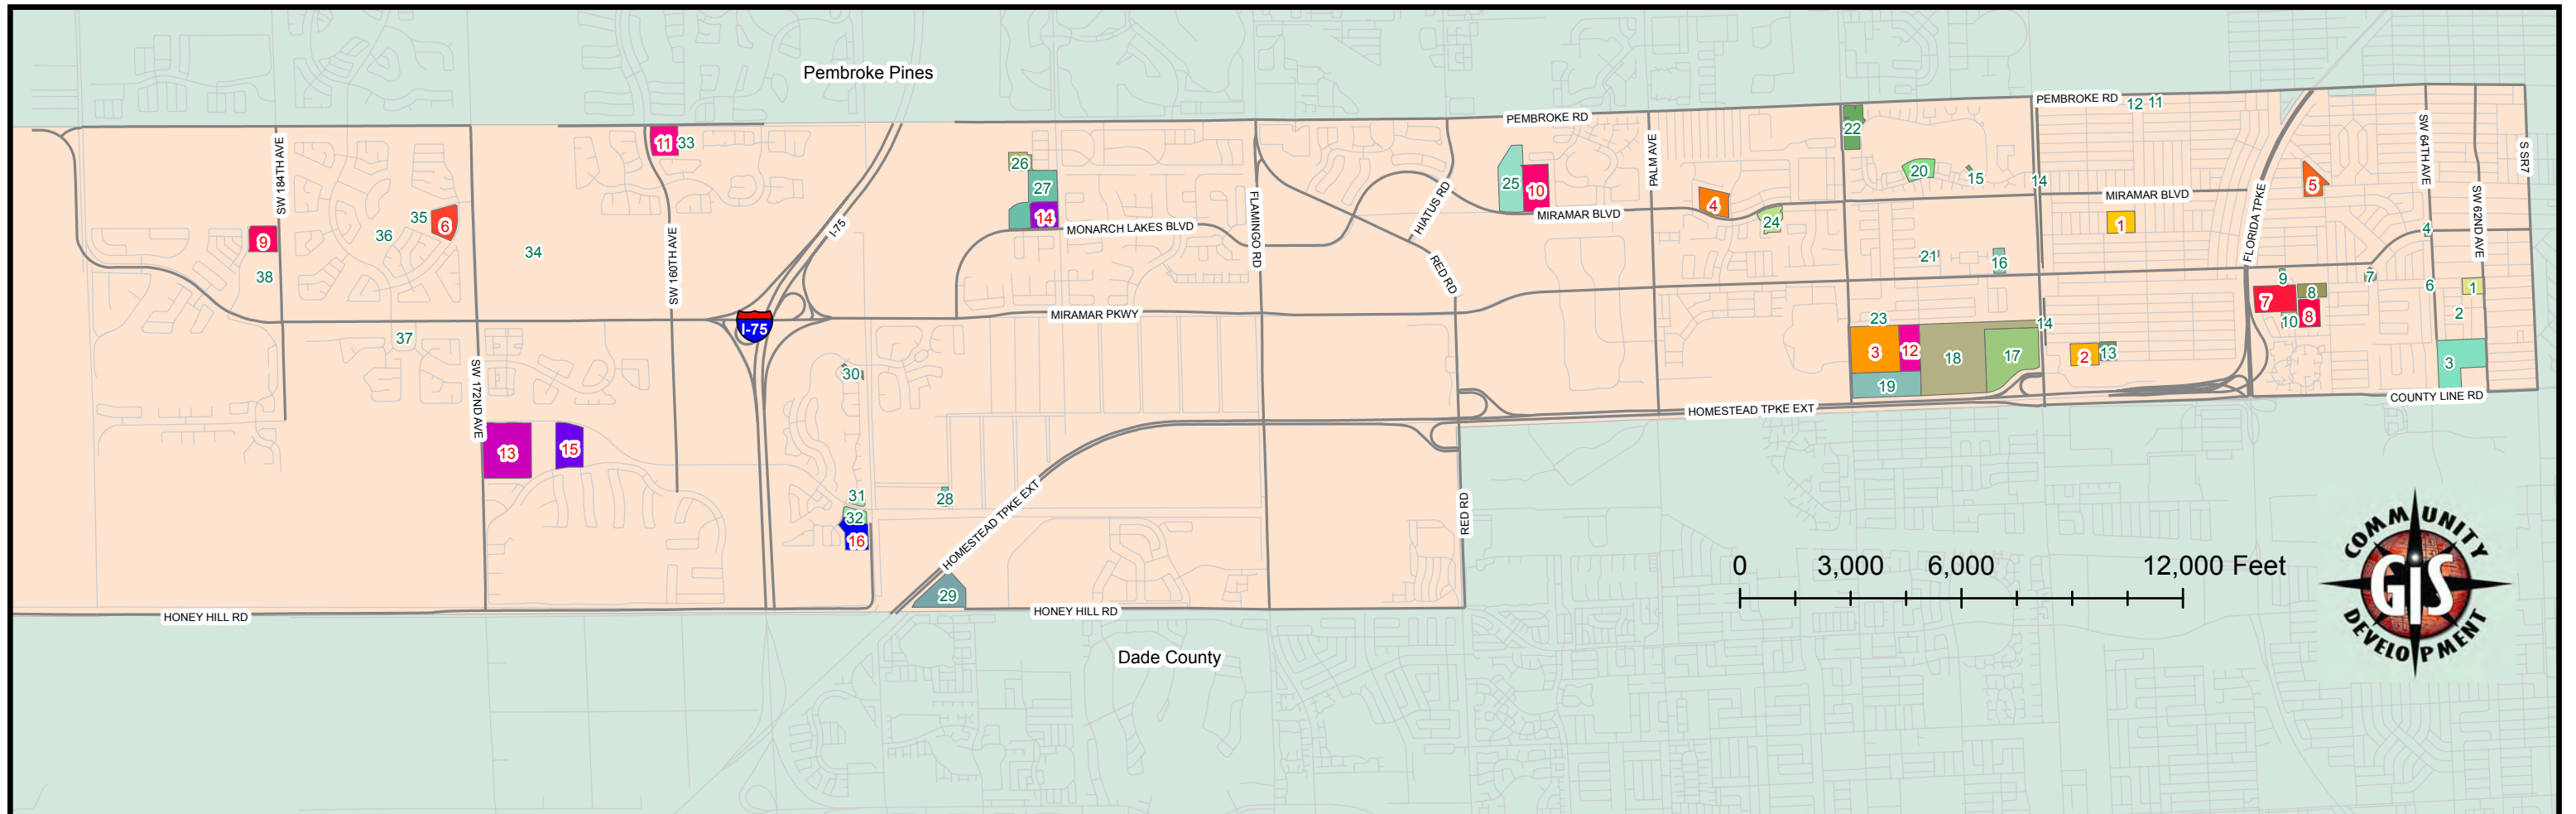 Pembroke Pines
PEMBROKE RD
12 11
PEMBROKE RD
22
SW 184TH AVE
11 33
26
25
10
PALM AVE
20
15
14
SW 64TH AVE
S SR7
5
27
14
MIRAMAR BLVD
4
24
MIRAMAR BLVD
1
35
6
36
9
38
34
SW 160TH AVE
I-75
MONARCH LAKES BLVD
FLAMINGO RD
HIATUS RD
RED RD
21
16
FLORIDA TPKE
4
SW 62ND AVE
9
7
6
1
7
8
8
10
2
37
I-75
MIRAMAR PKWY
23
14
3
12
18
17
2
13
3
19
SW 172ND AVE
30
HOMESTEAD TPKE EXT
COUNTY LINE RD
13
15
31
32
16
28
HOMESTEAD TPKE EXT
RED RD
29
HONEY HILL RD
HONEY HILL RD
Dade County
0 3,000 6,000 12,000 Feet
COMMUNITY
GIS
DEVELOPMENT